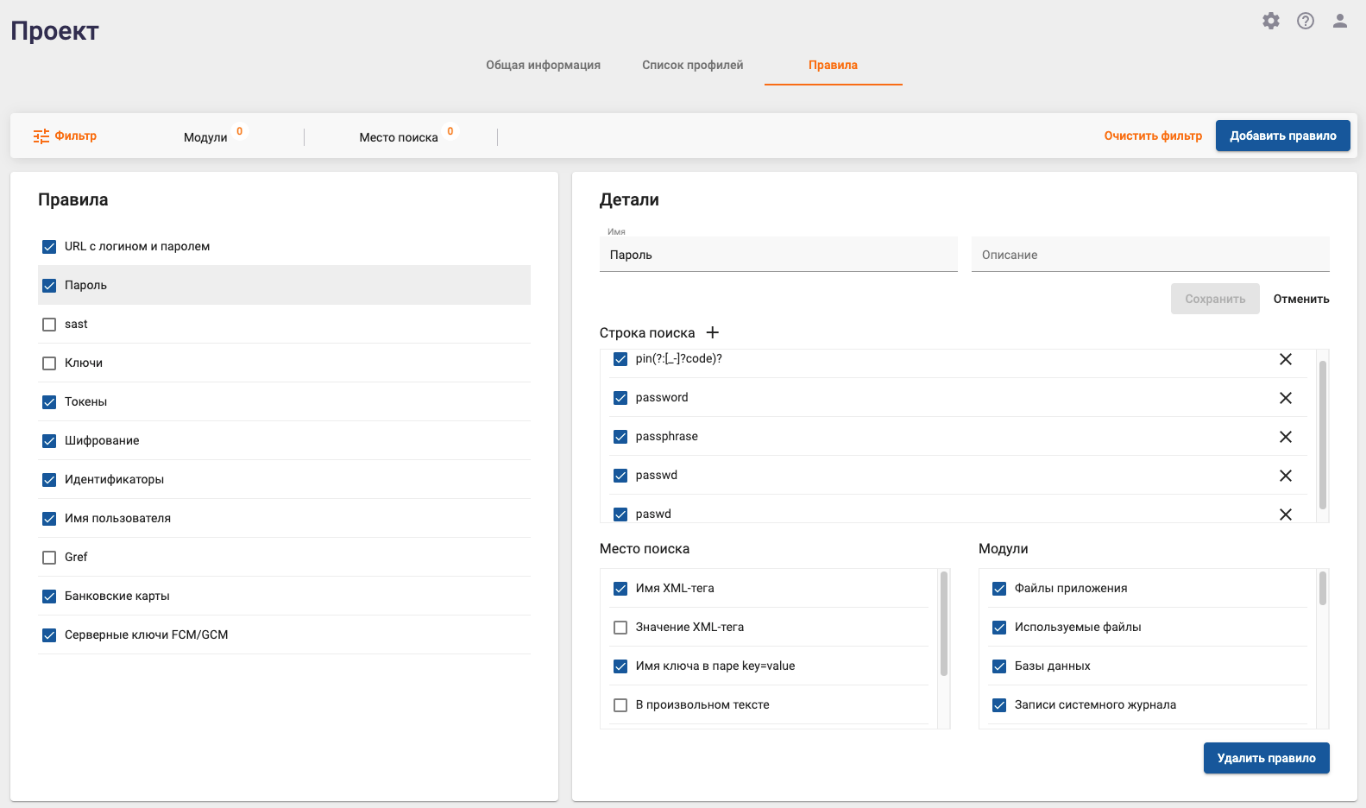 Проект
Общая информация Список профилей Правила
Фильтр Модули 0 Место поиска 0 Очистить фильтр Добавить правило
Правила
URL с логином и паролем
Пароль
sast
Ключи
Токены
Шифрование
Идентификаторы
Имя пользователя
Gref
Банковские карты
Серверные ключи FCM/GCM
Детали
Имя
Пароль Описание
Сохранить Отменить
Строка поиска
pin(?:[_-]?code)?
password
passphrase
passwd
paswd
Место поиска
Имя XML-тега
Значение XML-тега
Имя ключа в паре key=value
В произвольном тексте
Модули
Файлы приложения
Используемые файлы
Базы данных
Записи системного журнала
Удалить правило